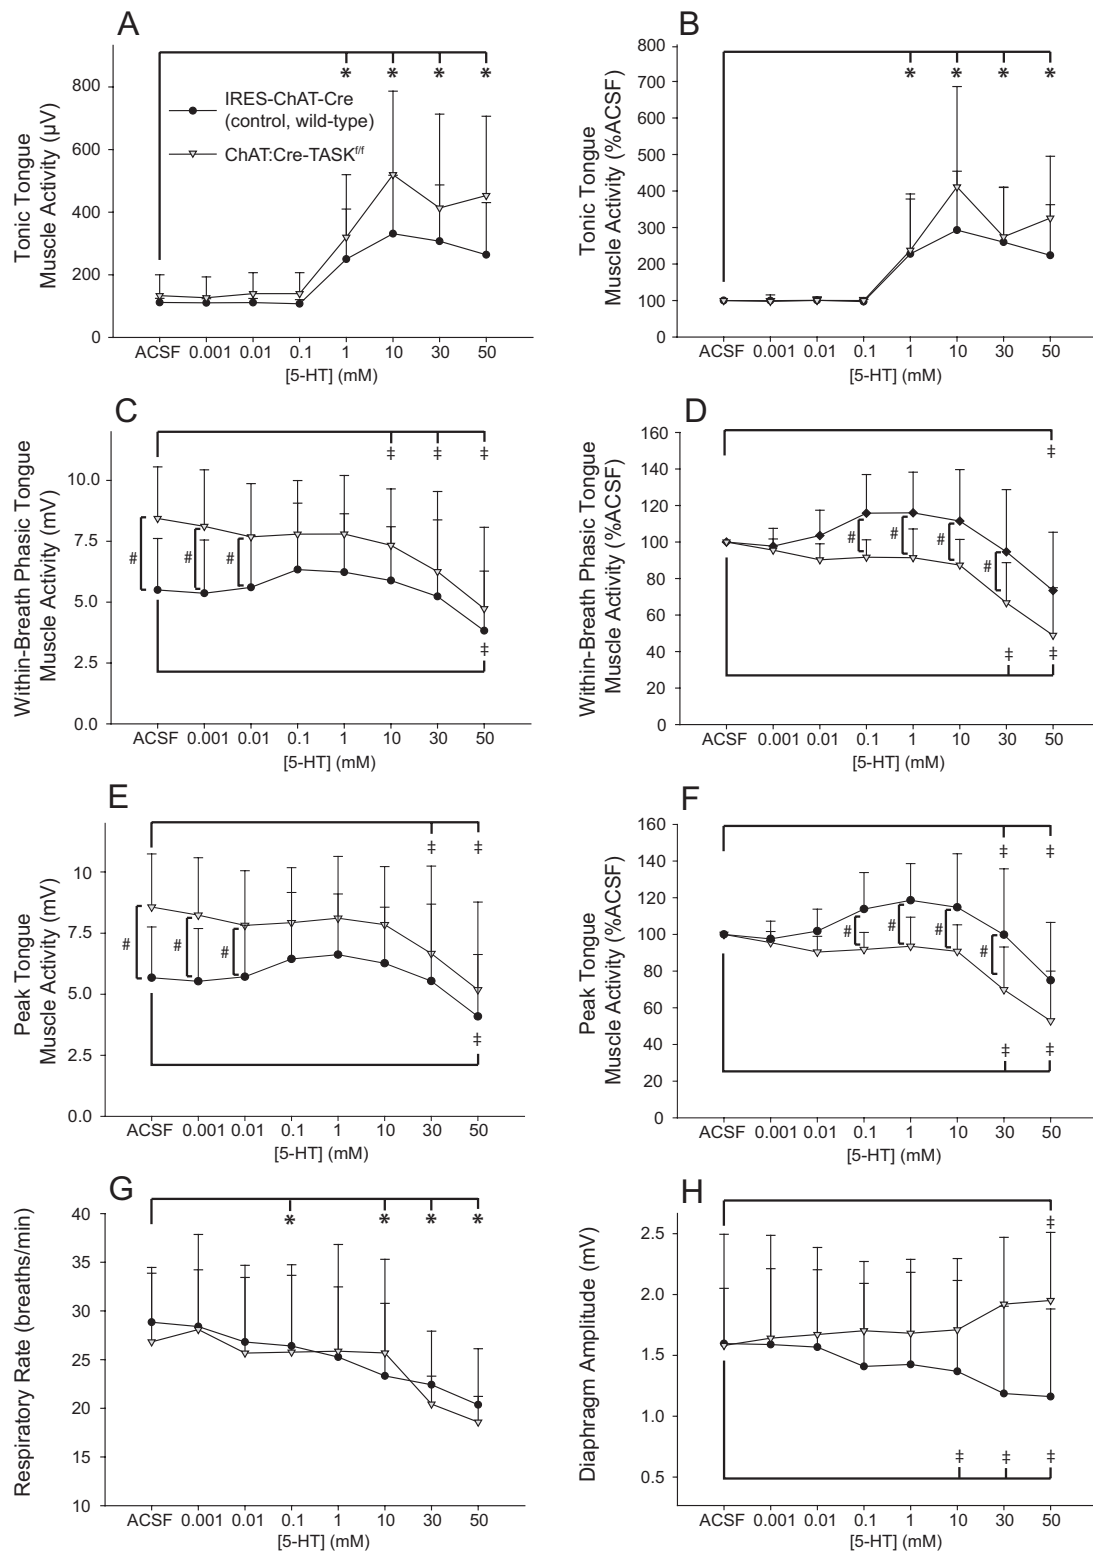 A
Tonic Tongue
Muscle Activity (µV)
800
600
400
200
0
* * * *
IRES-ChAT-Cre
(control, wild-type)
ChAT:Cre-TASKf/f
ACSF 0.001 0.01 0.1 1 10 30 50
[5-HT] (mM)
B
Tonic Tongue
Muscle Activity (%ACSF)
800
700
600
500
400
300
200
100
0
* * * *
ACSF 0.001 0.01 0.1 1 10 30 50
[5-HT] (mM)
C
Within-Breath Phasic Tongue
Muscle Activity (mV)
10.0
7.5
5.0
2.5
0.0
‡ ‡ ‡
# # #
‡
ACSF 0.001 0.01 0.1 1 10 30 50
[5-HT] (mM)
D
Within-Breath Phasic Tongue
Muscle Activity (%ACSF)
160
140
120
100
80
60
40
20
0
‡
# # # #
‡ ‡
ACSF 0.001 0.01 0.1 1 10 30 50
[5-HT] (mM)
E
Peak Tongue
Muscle Activity (mV)
10
7.5
5.0
2.5
0.0
‡ ‡
# # #
‡
ACSF 0.001 0.01 0.1 1 10 30 50
[5-HT] (mM)
F
Peak Tongue
Muscle Activity (%ACSF)
160
140
120
100
80
60
40
20
0
‡ ‡
# # # #
‡ ‡
ACSF 0.001 0.01 0.1 1 10 30 50
[5-HT] (mM)
G
Respiratory Rate (breaths/min)
40
35
30
25
20
15
10
* * * *
ACSF 0.001 0.01 0.1 1 10 30 50
[5-HT] (mM)
H
Diaphragm Amplitude (mV)
2.5
2.0
1.5
1.0
0.5
‡
‡ ‡ ‡
ACSF 0.001 0.01 0.1 1 10 30 50
[5-HT] (mM)